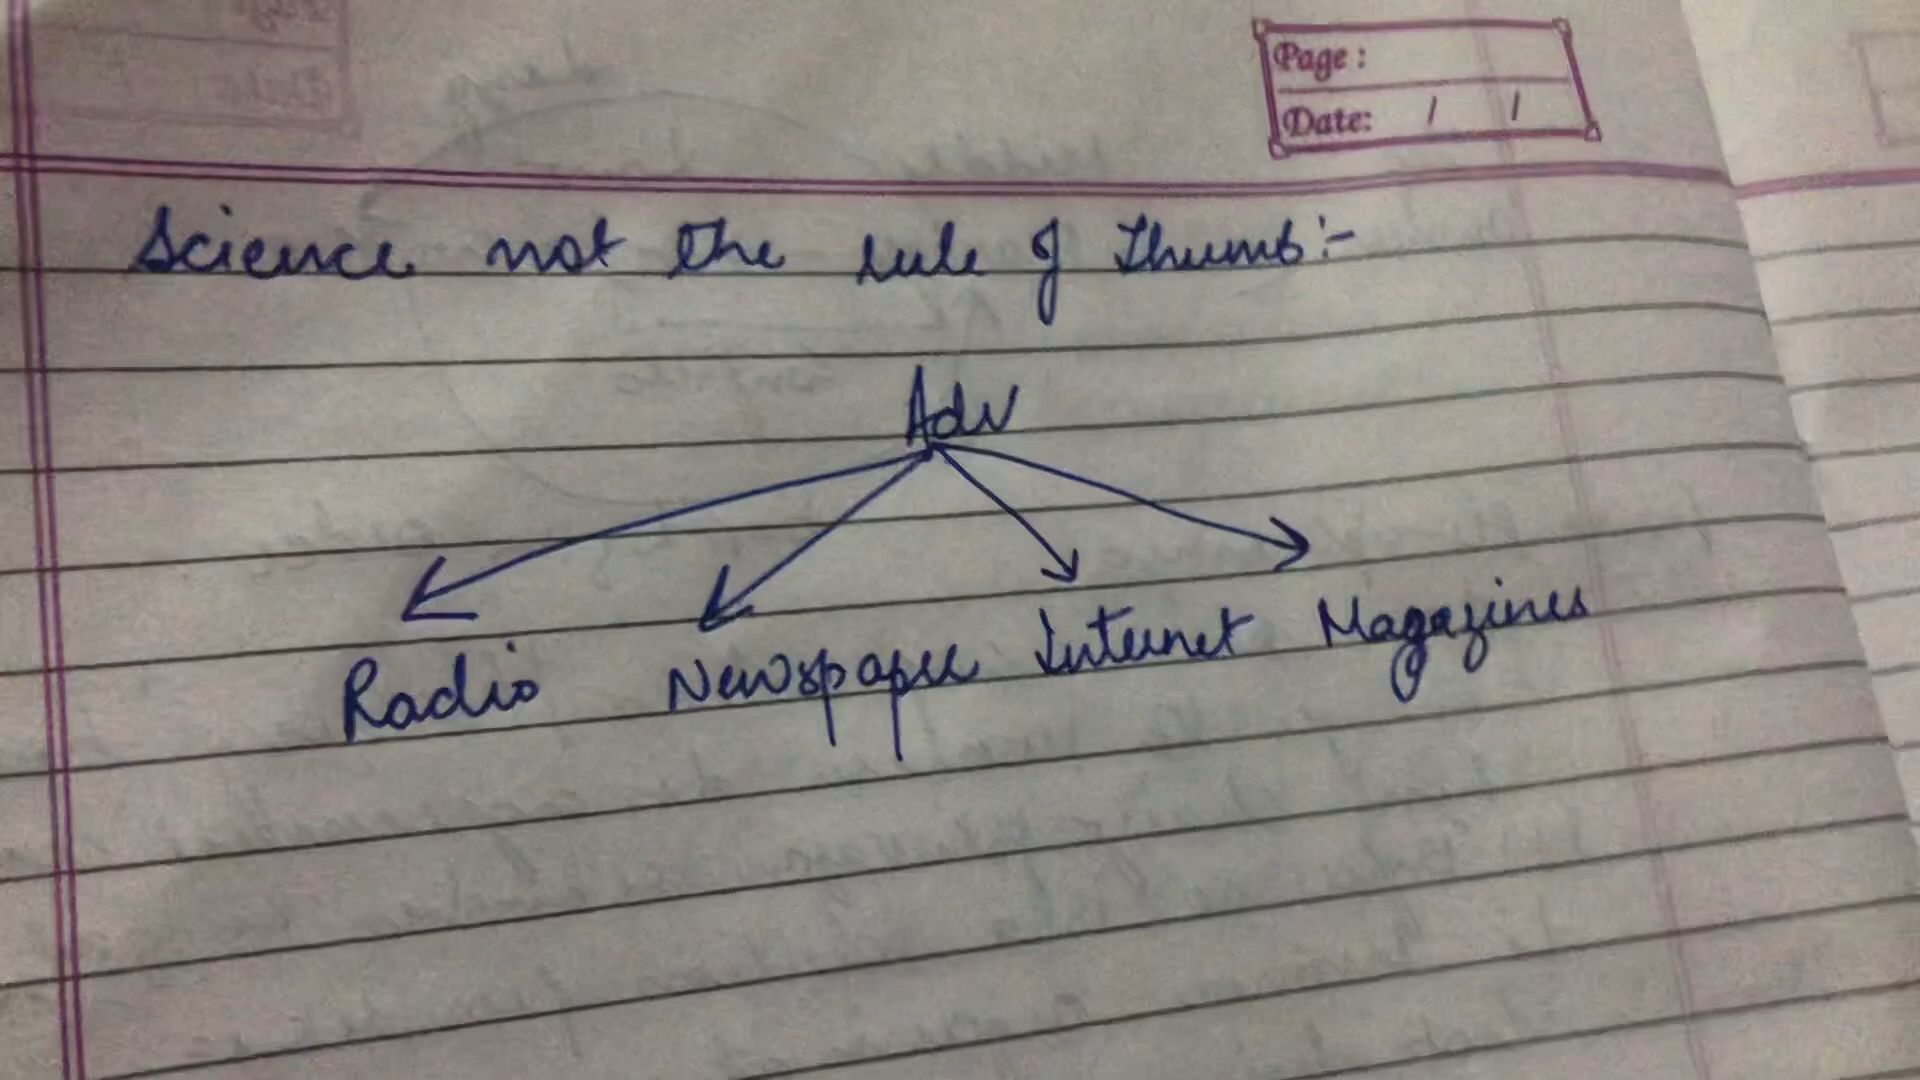 Page :
Date: / /
Science not the rule of thumb:-
Adv
Radio Newspaper Internet Magazines